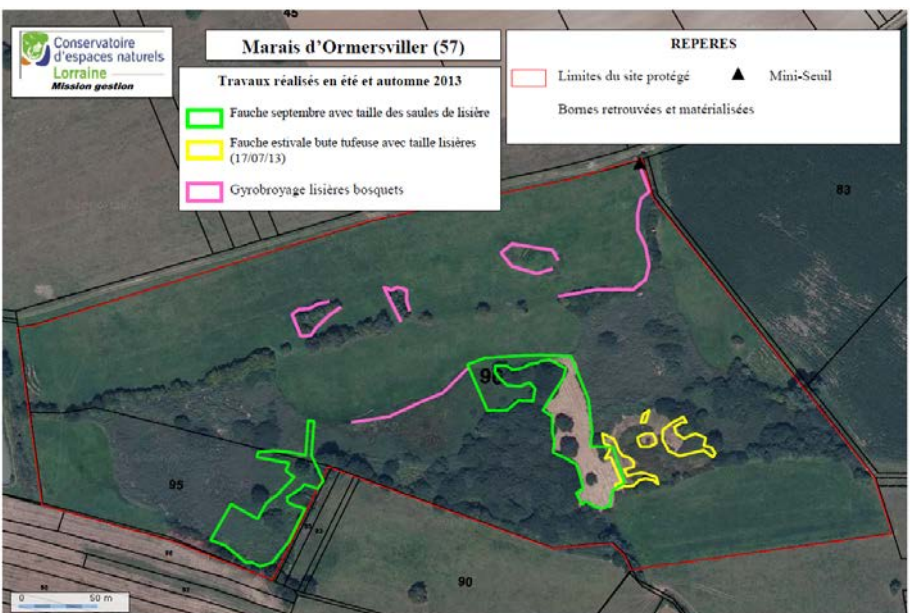 45
Conservatoire
d'espaces naturels
Lorraine
Mission gestion
Marais d'Ormersviller (57)
Travaux réalisés en été et automne 2013
Fauche septembre avec taille des saules de lisière
Fauche estivale bute tufeuse avec taille lisières
(17/07/13)
Gyrobroyage lisières bosquets
REPERES
Limites du site protégé
Mini-Seuil
Bornes retrouvées et matérialisées
83
95
90
0 50 m